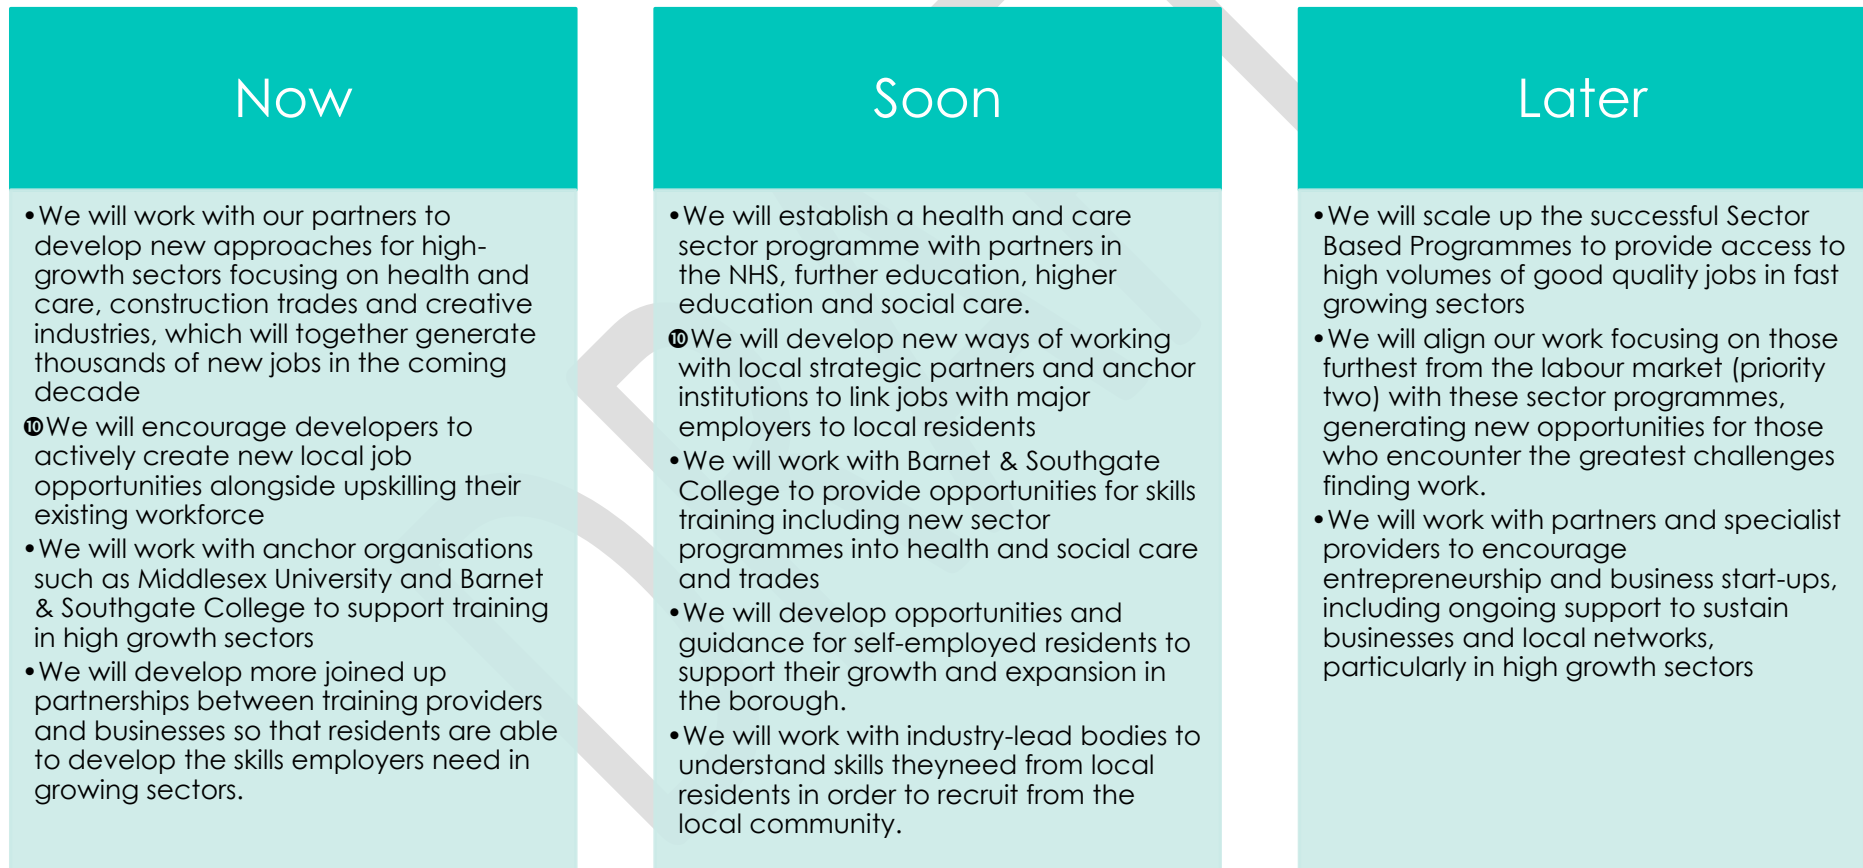 Now
•We will work with our partners to
develop new approaches for high-
growth sectors focusing on health and
care, construction trades and creative
industries, which will together generate
thousands of new jobs in the coming
decade
❿We will encourage developers to
actively create new local job
opportunities alongside upskilling their
existing workforce
•We will work with anchor organisations
such as Middlesex University and Barnet
& Southgate College to support training
in high growth sectors
•We will develop more joined up
partnerships between training providers
and businesses so that residents are able
to develop the skills employers need in
growing sectors.
Soon
•We will establish a health and care
sector programme with partners in
the NHS, further education, higher
education and social care.
❿We will develop new ways of working
with local strategic partners and anchor
institutions to link jobs with major
employers to local residents
•We will work with Barnet & Southgate
College to provide opportunities for skills
training including new sector
programmes into health and social care
and trades
•We will develop opportunities and
guidance for self-employed residents to
support their growth and expansion in
the borough.
•We will work with industry-lead bodies to
understand skills theyneed from local
residents in order to recruit from the
local community.
Later
•We will scale up the successful Sector
Based Programmes to provide access to
high volumes of good quality jobs in fast
growing sectors
•We will align our work focusing on those
furthest from the labour market (priority
two) with these sector programmes,
generating new opportunities for those
who encounter the greatest challenges
finding work.
•We will work with partners and specialist
providers to encourage
entrepreneurship and business start-ups,
including ongoing support to sustain
businesses and local networks,
particularly in high growth sectors